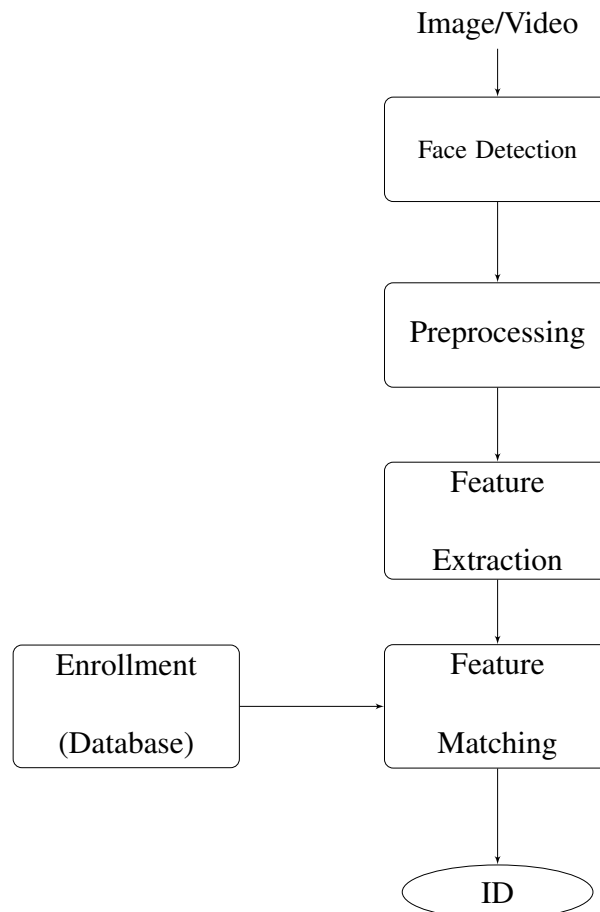 Image/Video
Face Detection
Preprocessing
Feature
Extraction
Enrollment
(Database)
Feature
Matching
ID